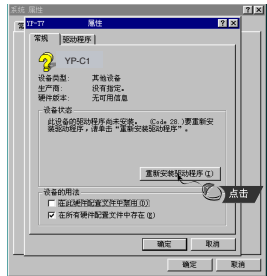 系统 属性
YP-T7 属性
常规 驱动程序
YP-C1
设备类型: 其他设备
生产商: 没有指定。
硬件版本: 无可用信息
设备状态
此设备的驱动程序尚未安装。 (Code 28.)要重新安
装驱动程序,请单击“重新安装驱动程序”。
重新安装驱动程序(I)
点击
设备的用法
在此硬件配置文件中禁用(D)
在所有硬件配置文件中存在(E)
确定 取消
确定 取消